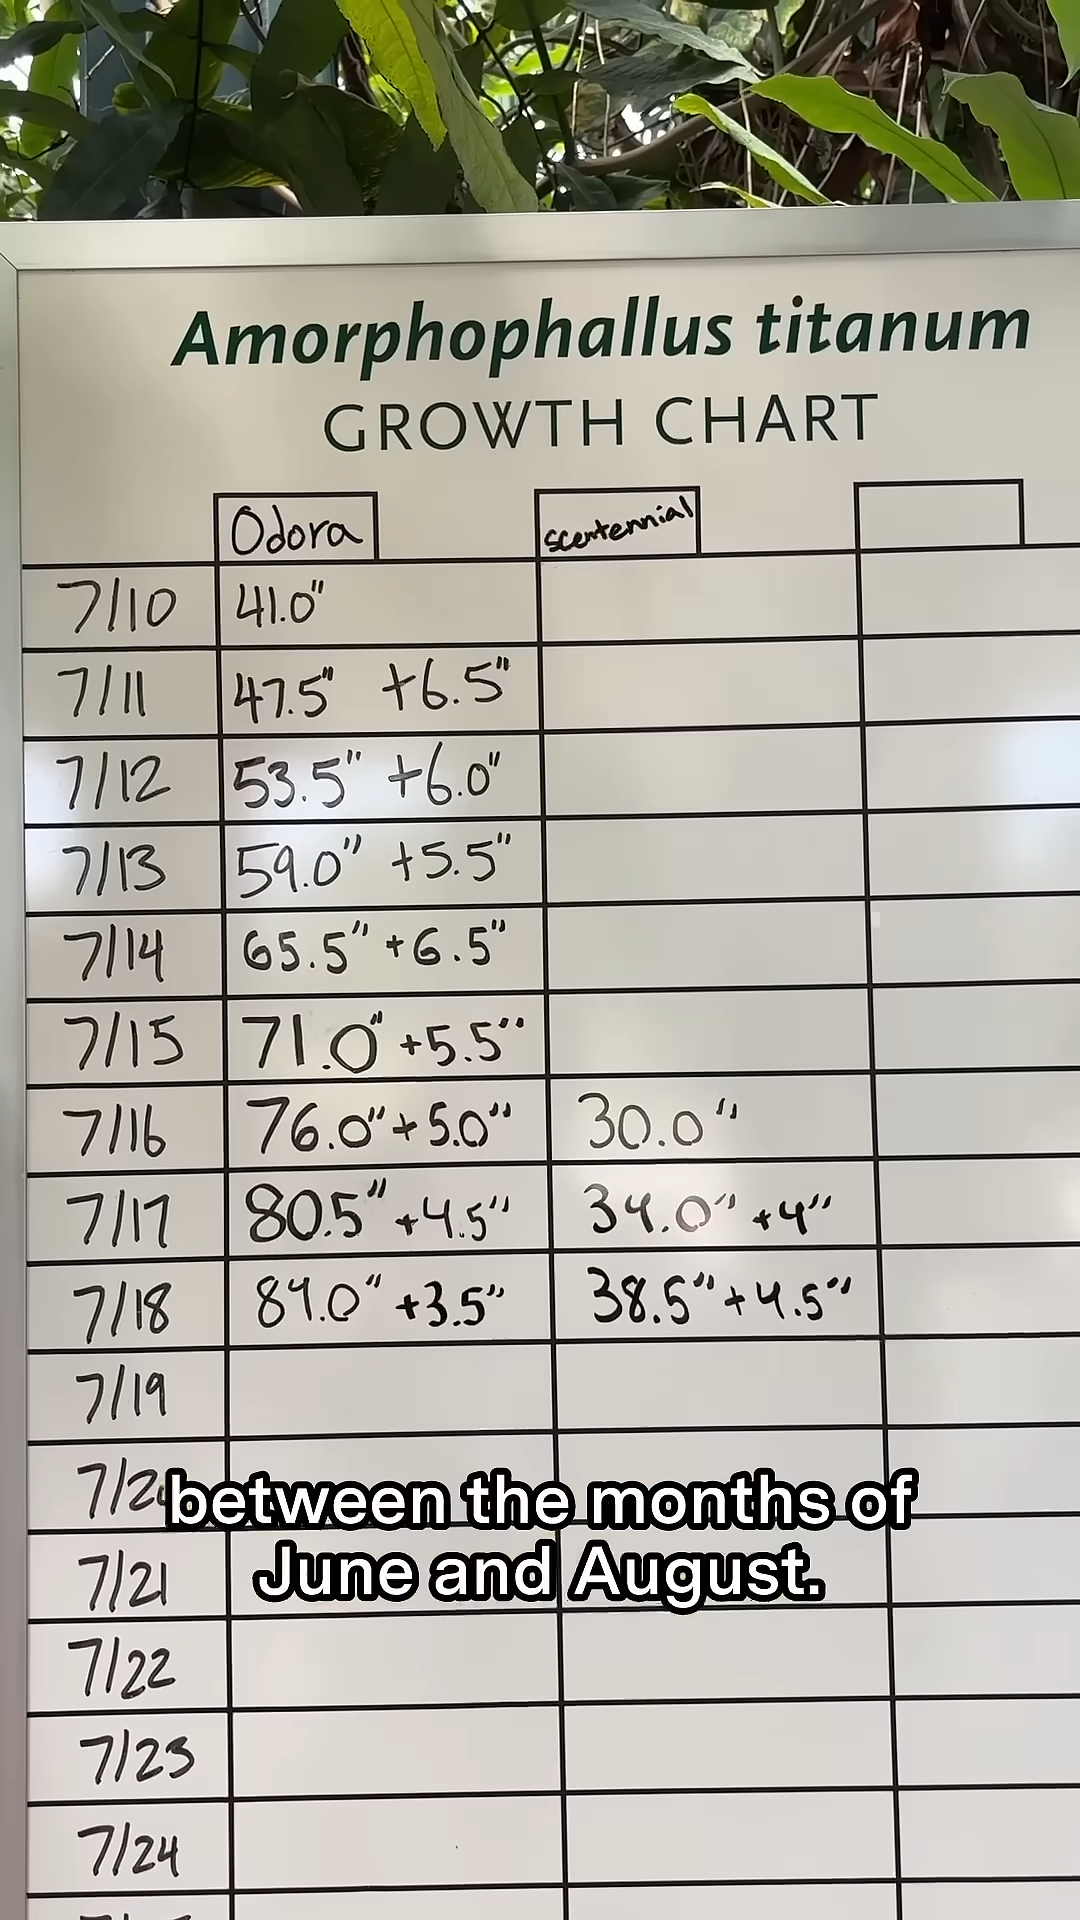 Amorphophallus titanum
GROWTH CHART
Odora scentennial
7/10 41.0"
7/11 47.5" +6.5"
7/12 53.5" +6.0"
7/13 59.0" +5.5"
7/14 65.5" +6.5"
7/15 71.0" +5.5"
7/16 76.0" +5.0" 30.0"
7/17 80.5" +4.5" 34.0" +4"
7/18 84.0" +3.5" 38.5" +4.5"
7/19
between the months of
7/21 June and August.
7/22
7/23
7/24